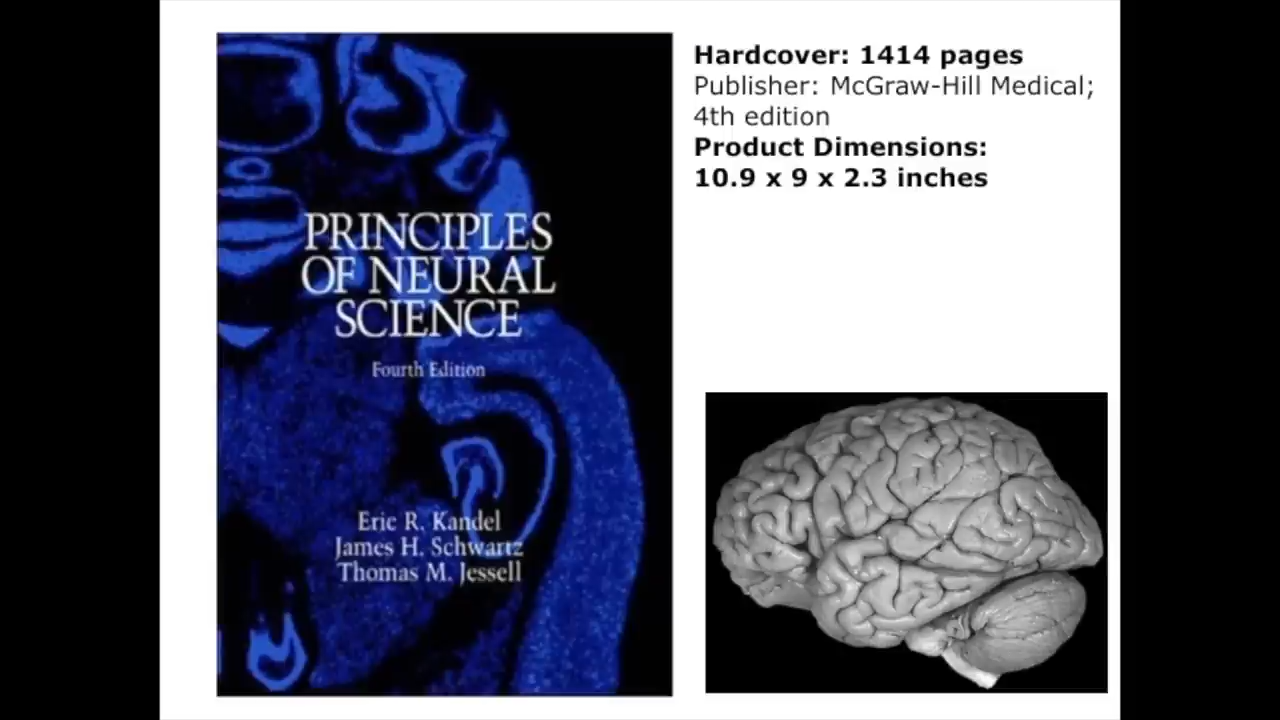 PRINCIPLES
OF NEURAL
SCIENCE
Fourth Edition
Eric R. Kandel
James H. Schwartz
Thomas M. Jessell
Hardcover: 1414 pages
Publisher: McGraw-Hill Medical;
4th edition
Product Dimensions:
10.9 x 9 x 2.3 inches